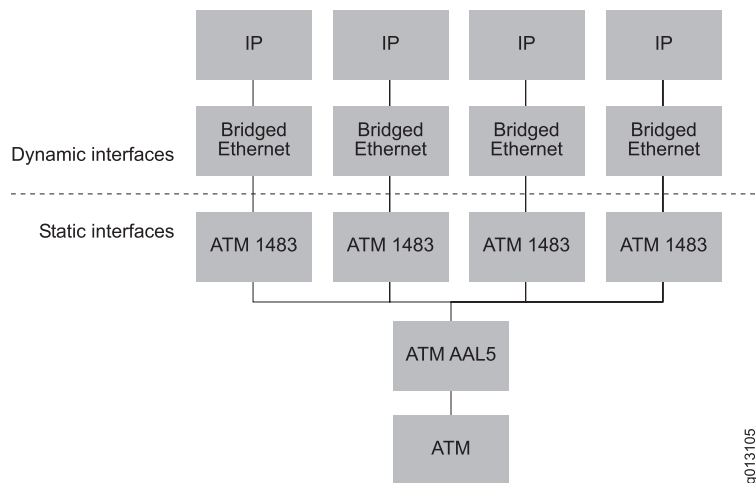 IP
IP
IP
IP
Dynamic interfaces
Bridged
Ethernet
Bridged
Ethernet
Bridged
Ethernet
Bridged
Ethernet
Static interfaces
ATM 1483
ATM 1483
ATM 1483
ATM 1483
ATM AAL5
ATM
g013105